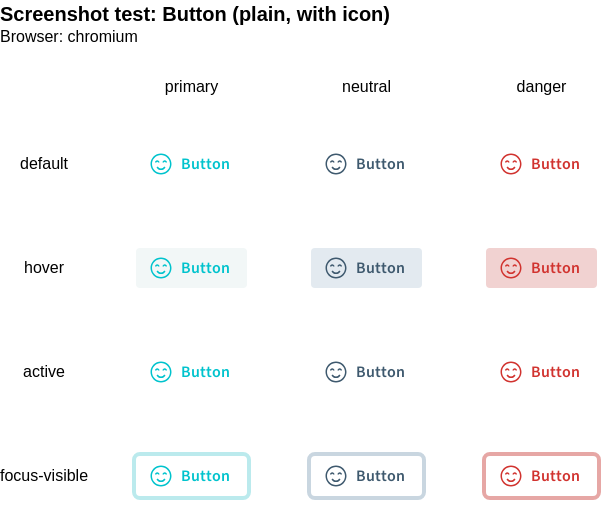 Screenshot test: Button (plain, with icon)
Browser: chromium
primary neutral danger
default Button Button Button
hover Button Button Button
active Button Button Button
focus-visible Button Button Button